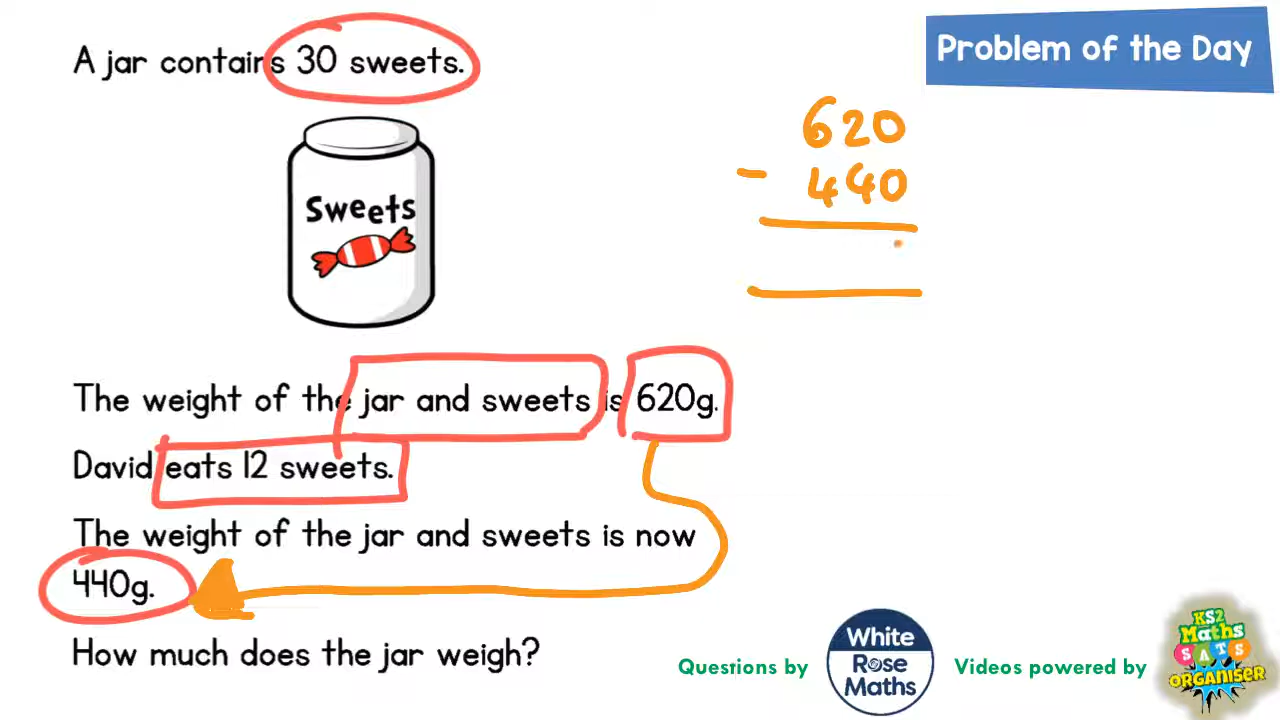 A jar contains 30 sweets.
Problem of the Day
620
- 440
Sweets
The weight of the jar and sweets is 620g.
David eats 12 sweets.
The weight of the jar and sweets is now
440g.
How much does the jar weigh?
Questions by
White
Rose
Maths
Videos powered by
KS2
Maths
SATS
ORGANISER